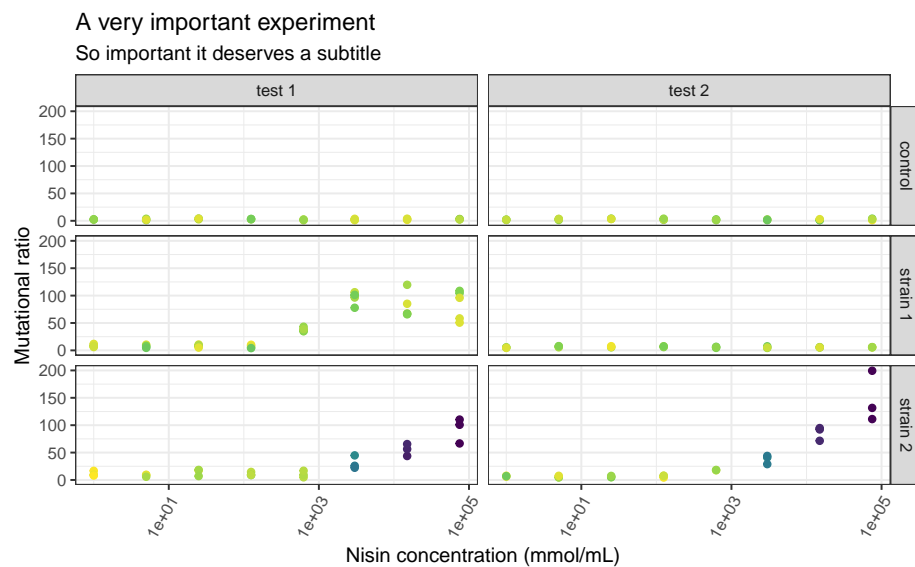 A very important experiment
So important it deserves a subtitle
test 1
test 2
200
150
100
50
0
control
200
150
100
50
0
strain 1
200
150
100
50
0
strain 2
Mutational ratio
1e+01
1e+03
1e+05
1e+01
1e+03
1e+05
Nisin concentration (mmol/mL)